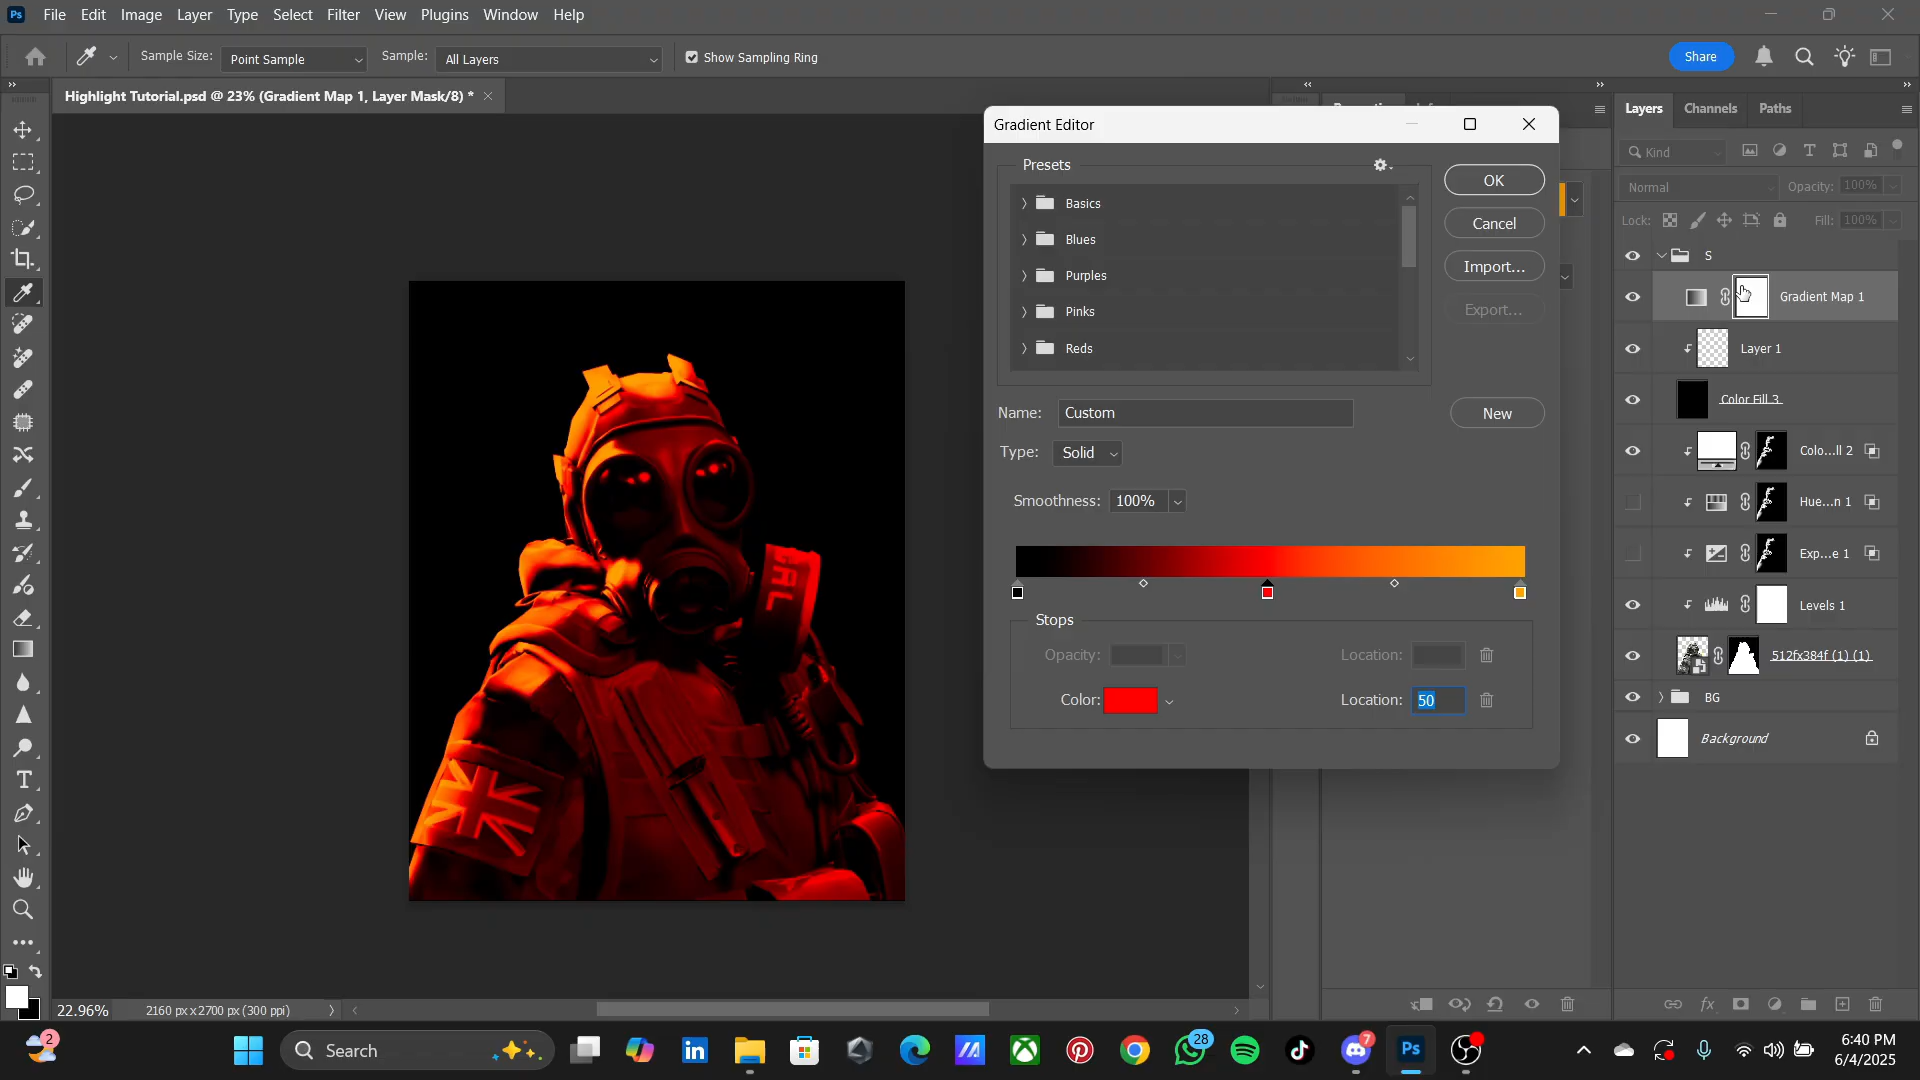 Ps File Edit Image Layer Type Select Filter View Plugins Window Help
Sample Size: Point Sample Sample: All Layers Show Sampling Ring Share
Highlight Tutorial.psd @ 23% (Gradient Map 1, Layer Mask/8) *
Layers Channels Paths
Gradient Editor
Presets
Basics
Blues
Purples
Pinks
Reds
OK
Cancel
Import...
Export...
Name: Custom New
Type: Solid
Smoothness: 100%
Stops
Opacity: Location:
Color: Location: 50
Kind
Normal Opacity: 100%
Lock: Fill: 100%
S
Gradient Map 1
Layer 1
Color Fill 3
Colo...ll 2
Hue...n 1
Exp...e 1
Levels 1
512fx384f (1) (1)
BG
Background
22.96% 2160 px x 2700 px (300 ppi)
2
Search
in
28
7
Ps
6:40 PM
6/4/2025